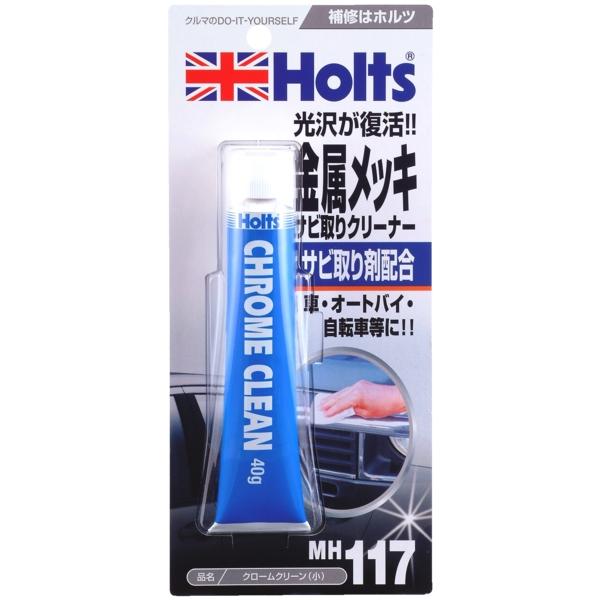 クルマのDO-IT-YOURSELF
補修はホルツ
Holts®
光沢が復活!!
金属メッキ
サビ取りクリーナー
サビ取り剤配合
車・オートバイ・
自転車等に!!
Holts
CHROME CLEAN
40g
MH117
品名 クロームクリーン(小)